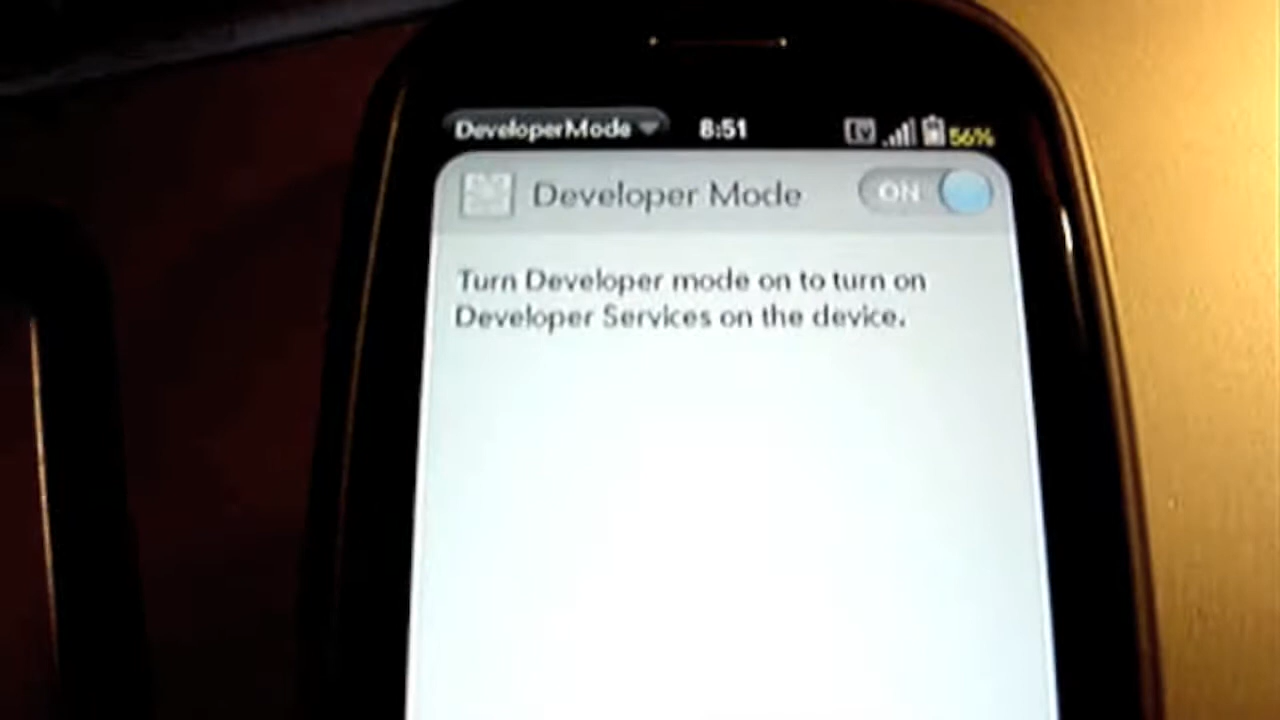 DeveloperMode 8:51 Ev 56%
Developer Mode ON
Turn Developer mode on to turn on
Developer Services on the device.